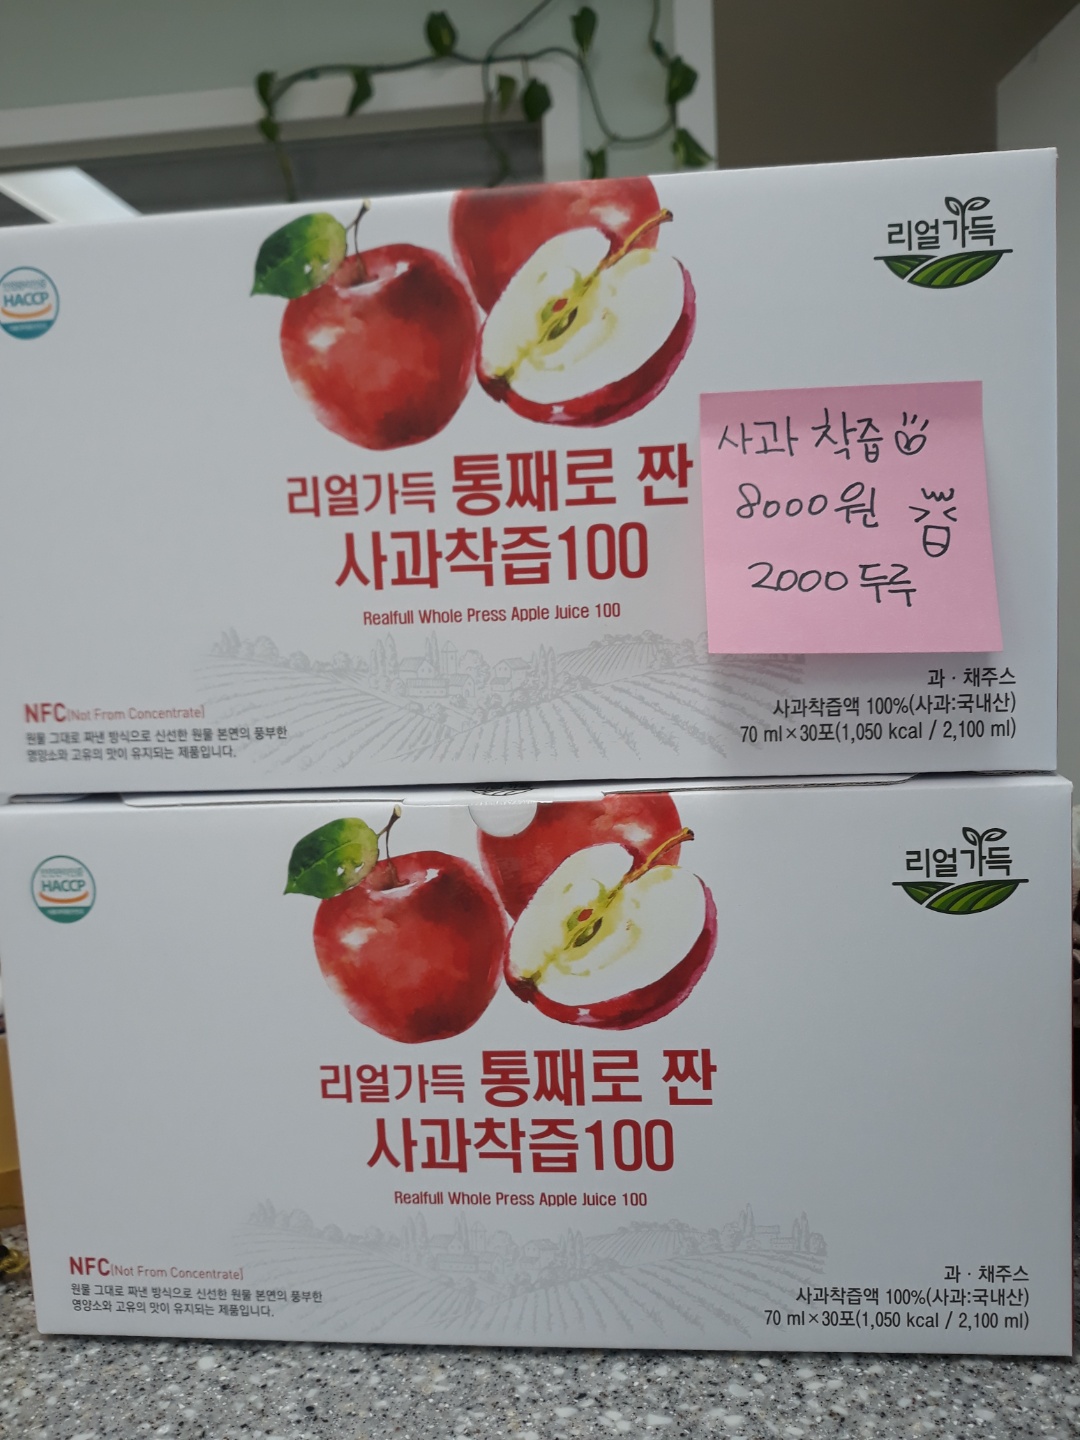 리얼가득
HACCP
리얼가득 통째로 짠
사과착즙100
Realfull Whole Press Apple Juice 100
사과 착즙
8000원
2000 두루
NFC(Not From Concentrate)
원물 그대로 짜낸 방식으로 신선한 원물 본연의 풍부한
영양소와 고유의 맛이 유지되는 제품입니다.
과·채주스
사과착즙액 100%(사과:국내산)
70 ml×30포(1,050 kcal / 2,100 ml)
리얼가득
HACCP
리얼가득 통째로 짠
사과착즙100
Realfull Whole Press Apple Juice 100
NFC(Not From Concentrate)
원물 그대로 짜낸 방식으로 신선한 원물 본연의 풍부한
영양소와 고유의 맛이 유지되는 제품입니다.
과·채주스
사과착즙액 100%(사과:국내산)
70 ml×30포(1,050 kcal / 2,100 ml)